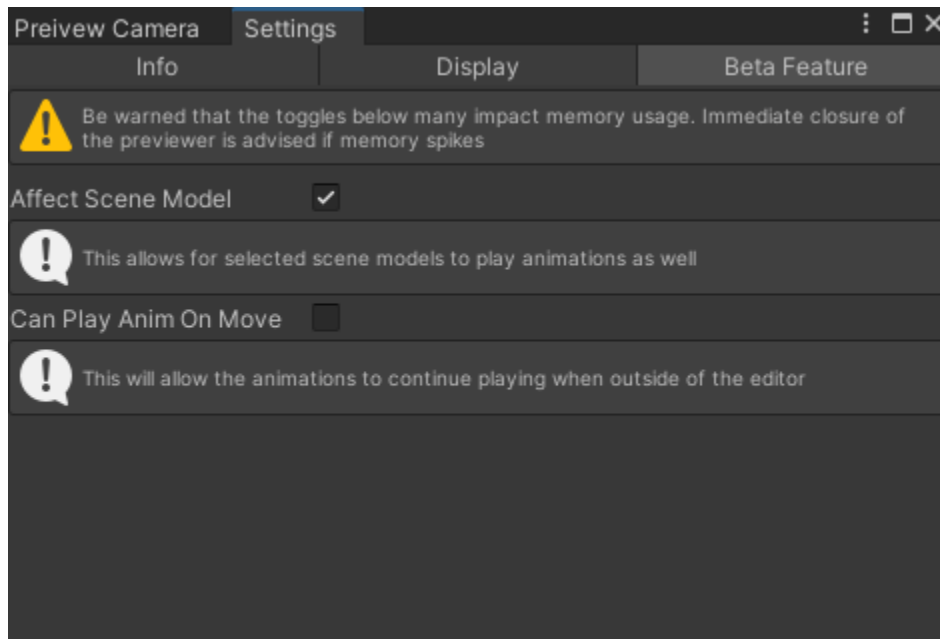 Preivew Camera Settings
Info Display Beta Feature
Be warned that the toggles below many impact memory usage. Immediate closure of
the previewer is advised if memory spikes
Affect Scene Model
This allows for selected scene models to play animations as well
Can Play Anim On Move
This will allow the animations to continue playing when outside of the editor